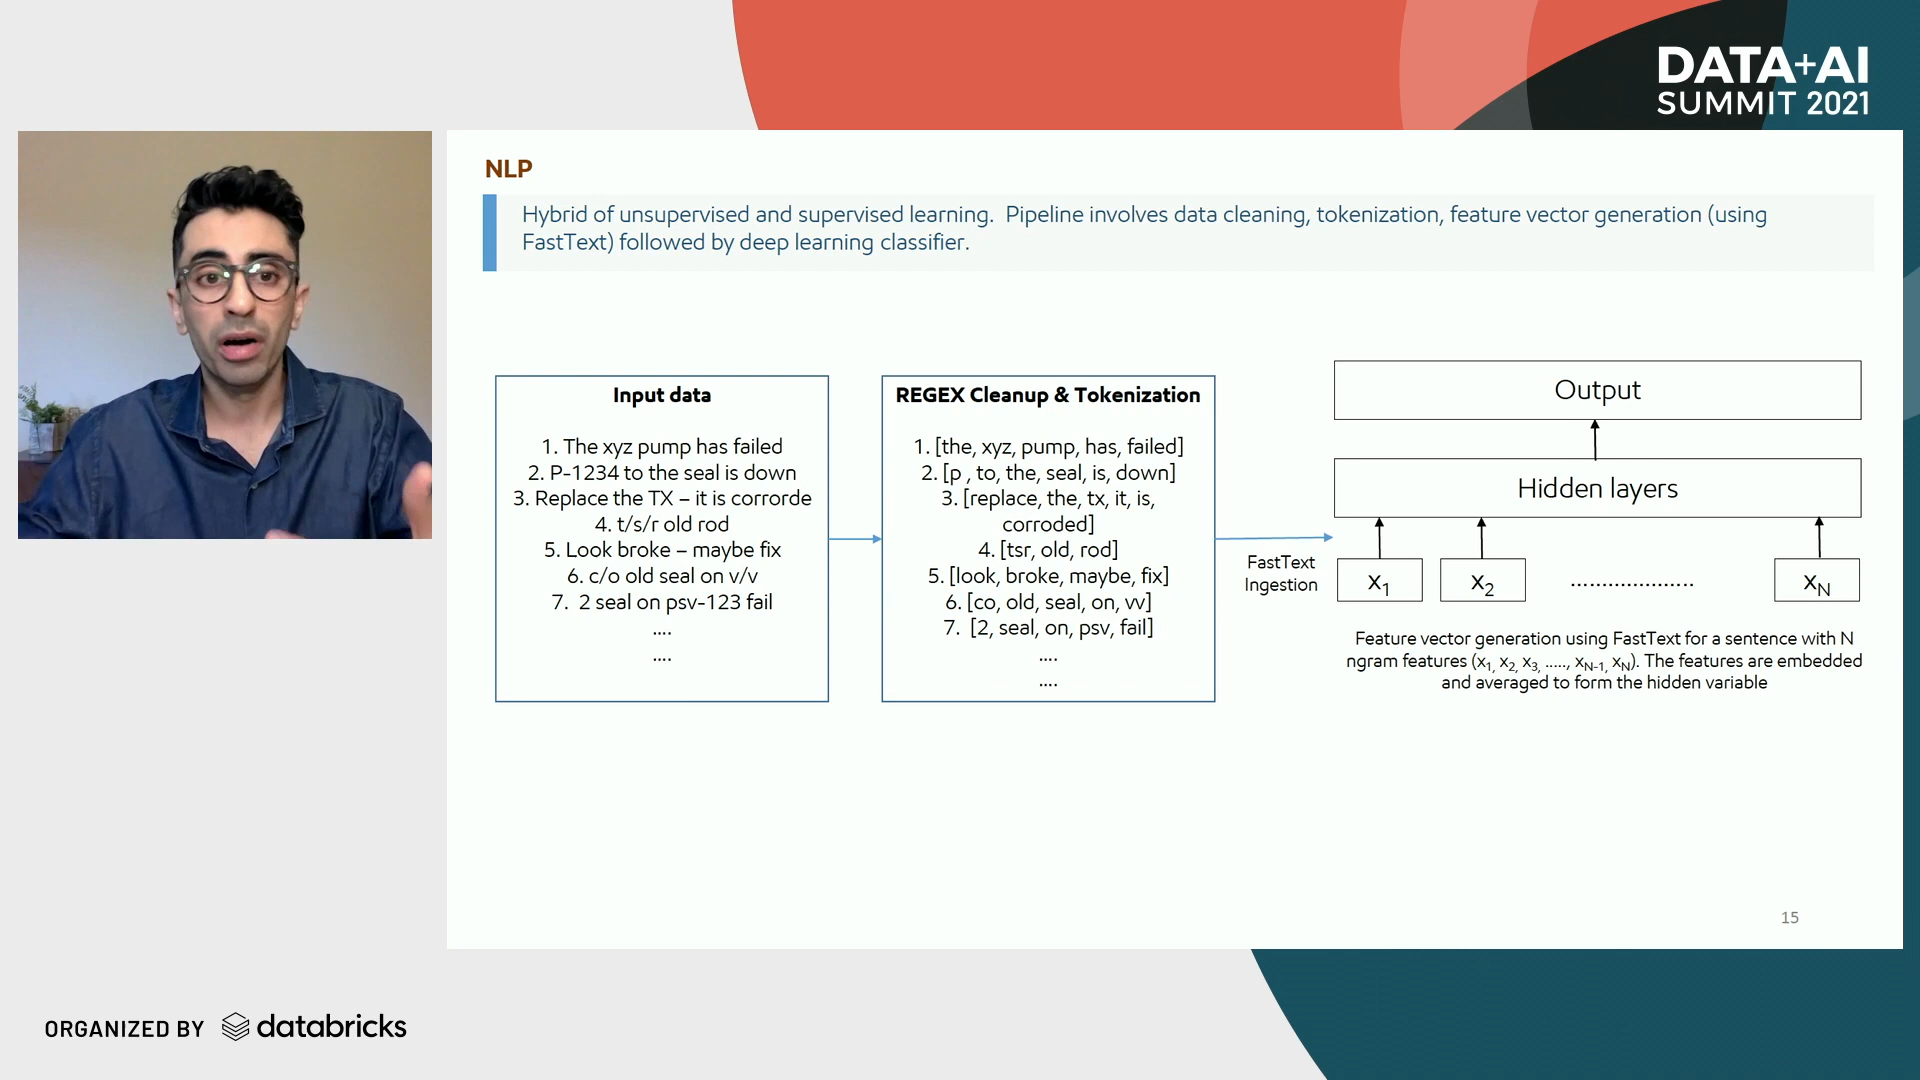 DATA+AI
SUMMIT 2021
NLP
Hybrid of unsupervised and supervised learning. Pipeline involves data cleaning, tokenization, feature vector generation (using
FastText) followed by deep learning classifier.
Input data
1. The xyz pump has failed
2. P-1234 to the seal is down
3. Replace the TX – it is corrorde
4. t/s/r old rod
5. Look broke – maybe fix
6. c/o old seal on v/v
7. 2 seal on psv-123 fail
....
....
REGEX Cleanup & Tokenization
1. [the, xyz, pump, has, failed]
2. [p , to, the, seal, is, down]
3. [replace, the, tx, it, is,
corroded]
4. [tsr, old, rod]
5. [look, broke, maybe, fix]
6. [co, old, seal, on, vv]
7. [2, seal, on, psv, fail]
....
....
FastText
Ingestion
Output
Hidden layers
x1 x2 .................... xN
Feature vector generation using FastText for a sentence with N
ngram features (x1, x2, x3, ....., xN-1, xN). The features are embedded
and averaged to form the hidden variable
15
ORGANIZED BY databricks